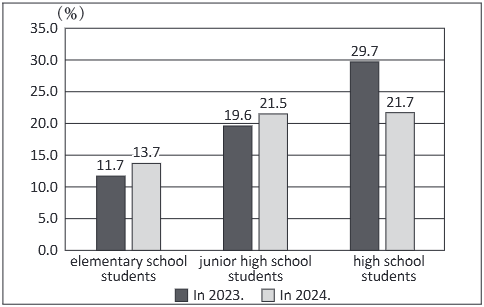 (%)
35.0
30.0
25.0
20.0
15.0
10.0
5.0
0.0
11.7
13.7
19.6
21.5
29.7
21.7
elementary school
students
junior high school
students
high school
students
In 2023.
In 2024.